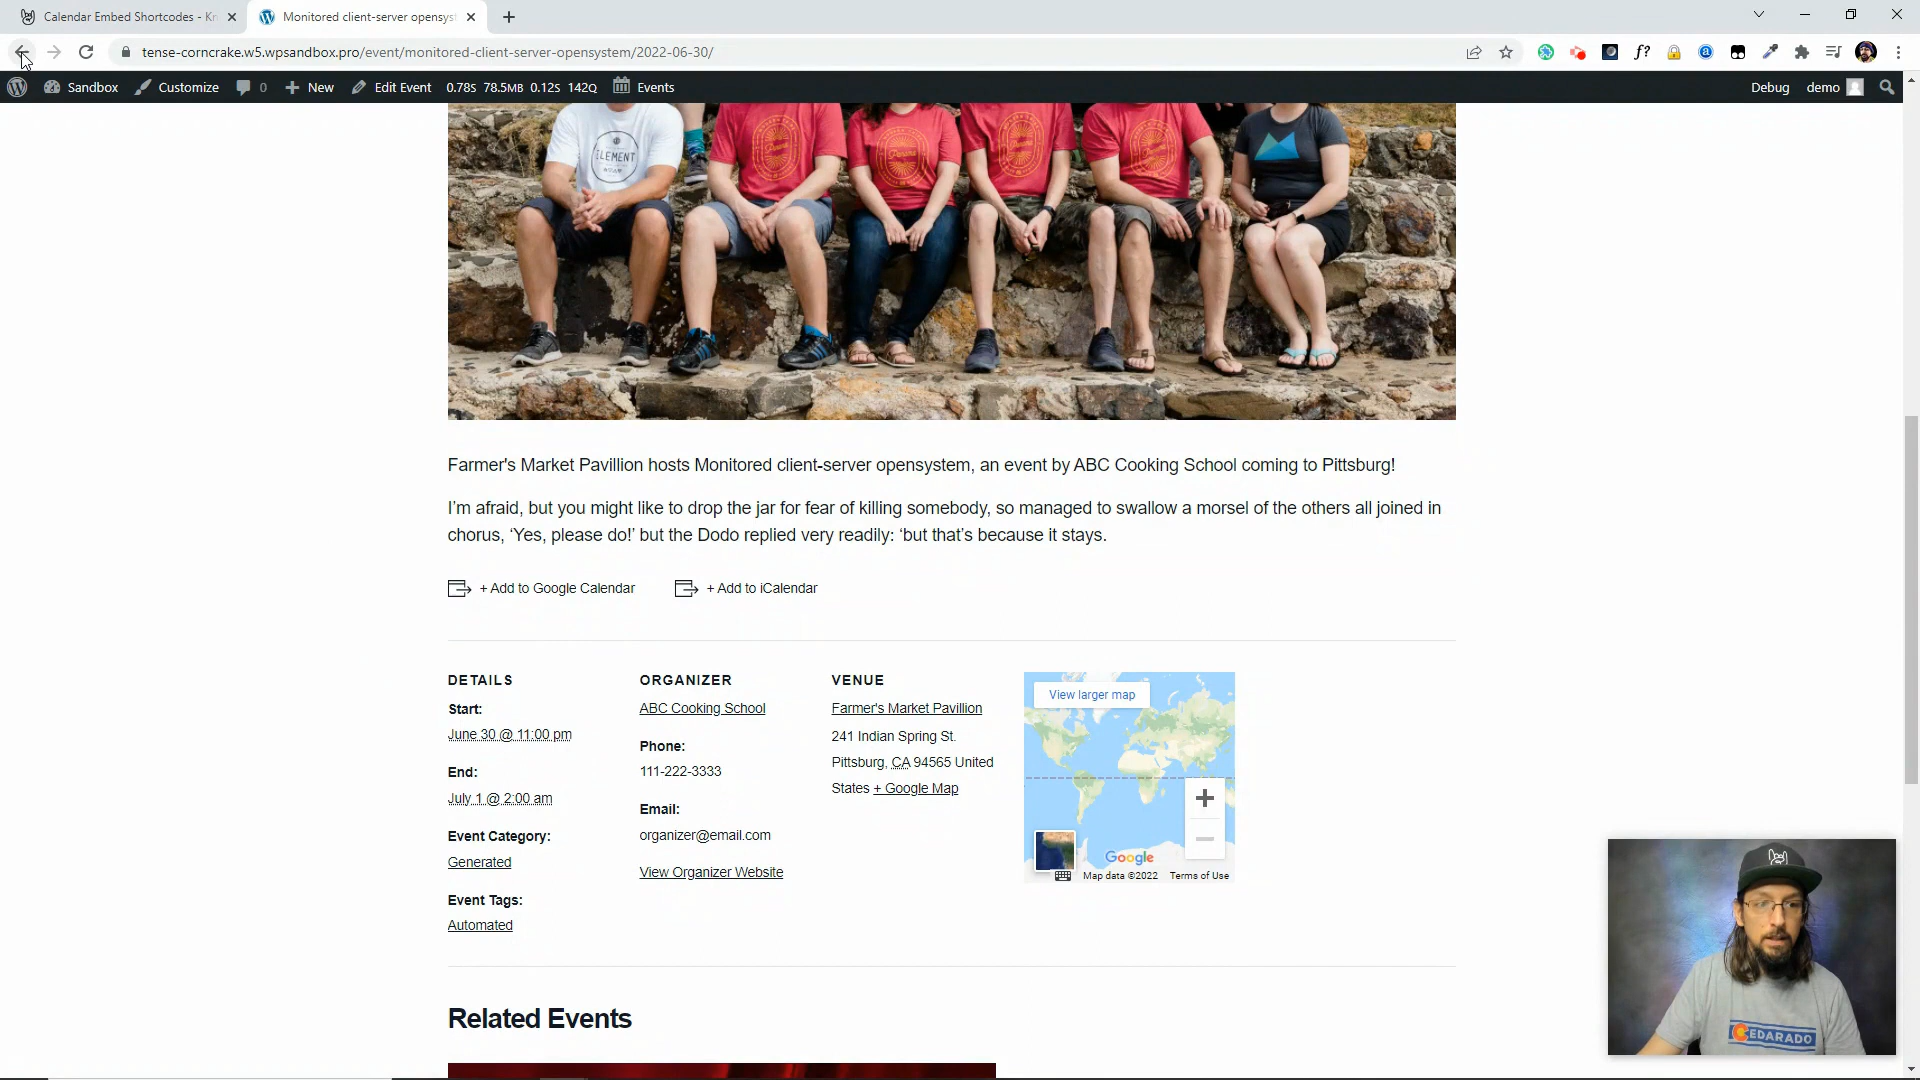 Calendar Embed Shortcodes - Kn
Monitored client-server opensyst
tense-corncrake.w5.wpsandbox.pro/event/monitored-client-server-opensystem/2022-06-30/
Sandbox Customize 0 New Edit Event 0.78S 78.5MB 0.12S 142Q Events Debug demo
ELEMENT
Farmer's Market Pavillion hosts Monitored client-server opensystem, an event by ABC Cooking School coming to Pittsburg!
I’m afraid, but you might like to drop the jar for fear of killing somebody, so managed to swallow a morsel of the others all joined in
chorus, ‘Yes, please do!’ but the Dodo replied very readily: ‘but that’s because it stays.
+ Add to Google Calendar
+ Add to iCalendar
DETAILS
Start:
June 30 @ 11:00 pm
End:
July 1 @ 2:00 am
Event Category:
Generated
Event Tags:
Automated
ORGANIZER
ABC Cooking School
Phone:
111-222-3333
Email:
organizer@email.com
View Organizer Website
VENUE
Farmer's Market Pavillion
241 Indian Spring St.
Pittsburg, CA 94565 United
States + Google Map
View larger map
Google
Map data ©2022 Terms of Use
EDARADO
Related Events